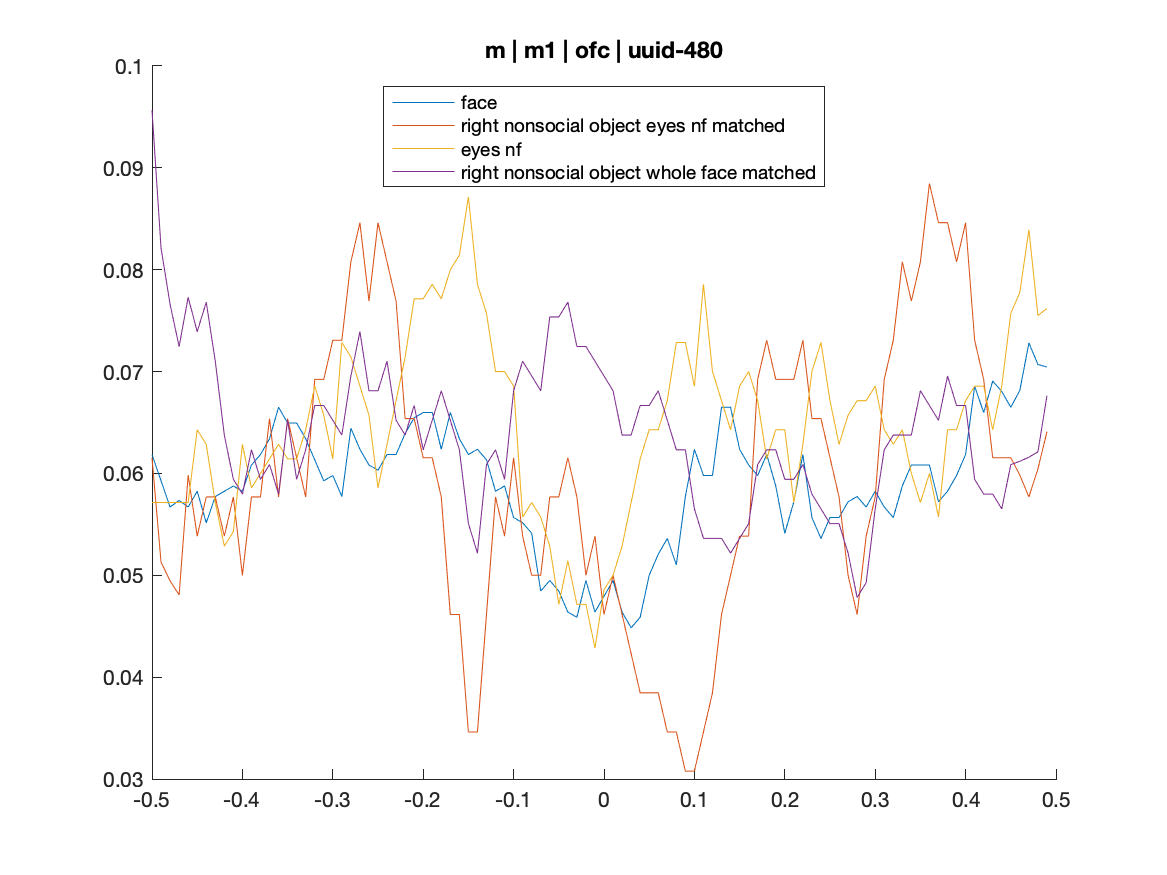 m | m1 | ofc | uuid-480
face
right nonsocial object eyes nf matched
eyes nf
right nonsocial object whole face matched
0.1
0.09
0.08
0.07
0.06
0.05
0.04
0.03
-0.5 -0.4 -0.3 -0.2 -0.1 0 0.1 0.2 0.3 0.4 0.5